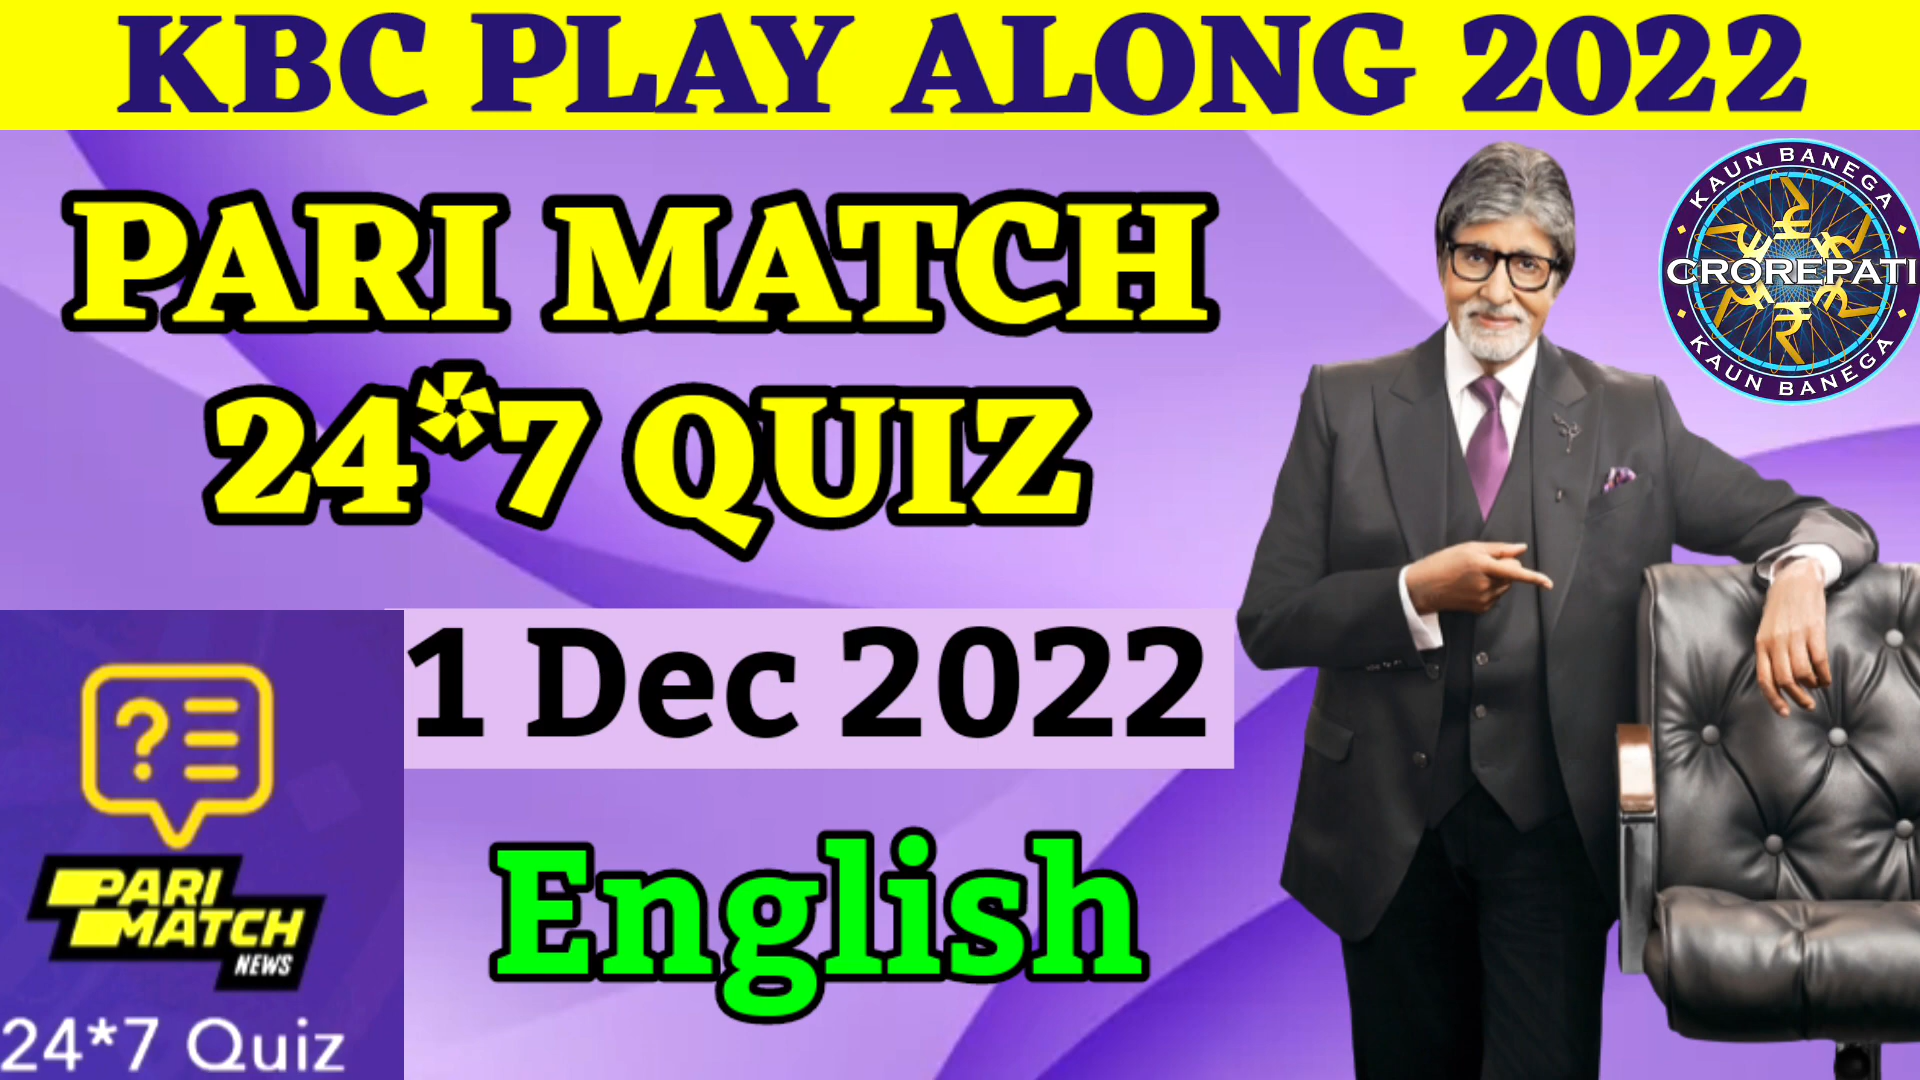 KBC PLAY ALONG 2022
PARI MATCH
24*7 QUIZ
KAUN BANEGA
CROREPATI
KAUN BANEGA
1 Dec 2022
English
?
PARI
MATCH
NEWS
24*7 Quiz